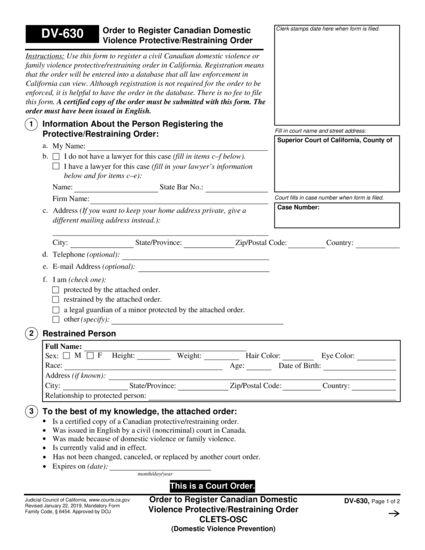 DV-630
Order to Register Canadian Domestic
Violence Protective/Restraining Order
Clerk stamps date here when form is filed.
Instructions: Use this form to register a civil Canadian domestic violence or
family violence protective/restraining order in California. Registration means
that the order will be entered into a database that all law enforcement in
California can view. Although registration is not required for the order to be
enforced, it is helpful to have the order in the database. There is no fee to file
this form. A certified copy of the order must be submitted with this form. The
order must have been issued in English.
1 Information About the Person Registering the
Protective/Restraining Order:
Fill in court name and street address:
Superior Court of California, County of
a. My Name:
b. I do not have a lawyer for this case (fill in items c–f below).
I have a lawyer for this case (fill in your lawyer's information
below and for items c–e):
Name: State Bar No.:
Firm Name:
Court fills in case number when form is filed.
Case Number:
c. Address (If you want to keep your home address private, give a
different mailing address instead.):
City: State/Province: Zip/Postal Code: Country:
d. Telephone (optional):
e. E-mail Address (optional):
f. I am (check one):
protected by the attached order.
restrained by the attached order.
a legal guardian of a minor protected by the attached order.
other (specify):
2 Restrained Person
Full Name:
Sex: M F Height: Weight: Hair Color: Eye Color:
Race: Age: Date of Birth:
Address (if known):
City: State/Province: Zip/Postal Code: Country:
Relationship to protected person:
3 To the best of my knowledge, the attached order:
• Is a certified copy of a Canadian protective/restraining order.
• Was issued in English by a civil (noncriminal) court in Canada.
• Was made because of domestic violence or family violence.
• Is currently valid and in effect.
• Has not been changed, canceled, or replaced by another court order.
• Expires on (date):
month/day/year
This is a Court Order.
Judicial Council of California, www.courts.ca.gov
Revised January 22, 2019, Mandatory Form
Family Code, § 6454. Approved by DOJ
Order to Register Canadian Domestic
Violence Protective/Restraining Order
CLETS-OSC
(Domestic Violence Prevention)
DV-630, Page 1 of 2